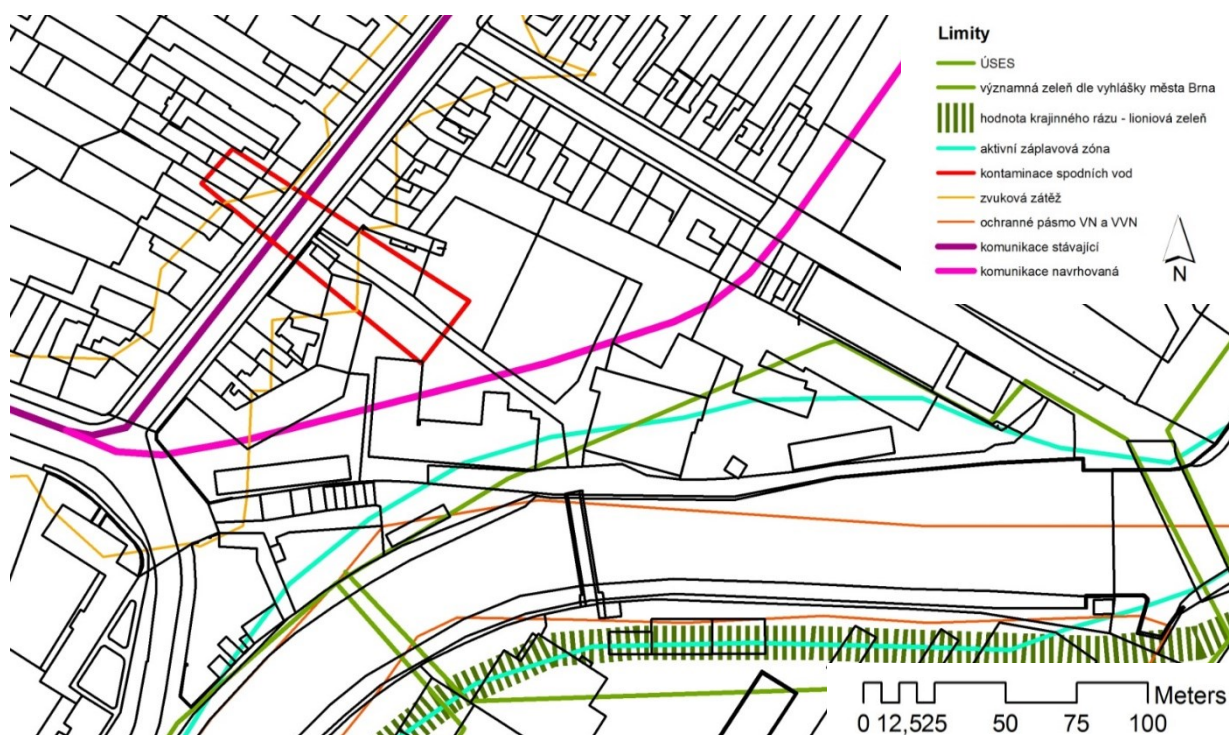 Limity
ÚSES
významná zeleň dle vyhlášky města Brna
hodnota krajinného rázu - lioniová zeleň
aktivní záplavová zóna
kontaminace spodních vod
zvuková zátěž
ochranné pásmo VN a VVN
komunikace stávající
komunikace navrhovaná
N
Meters
0 12,525 50 75 100